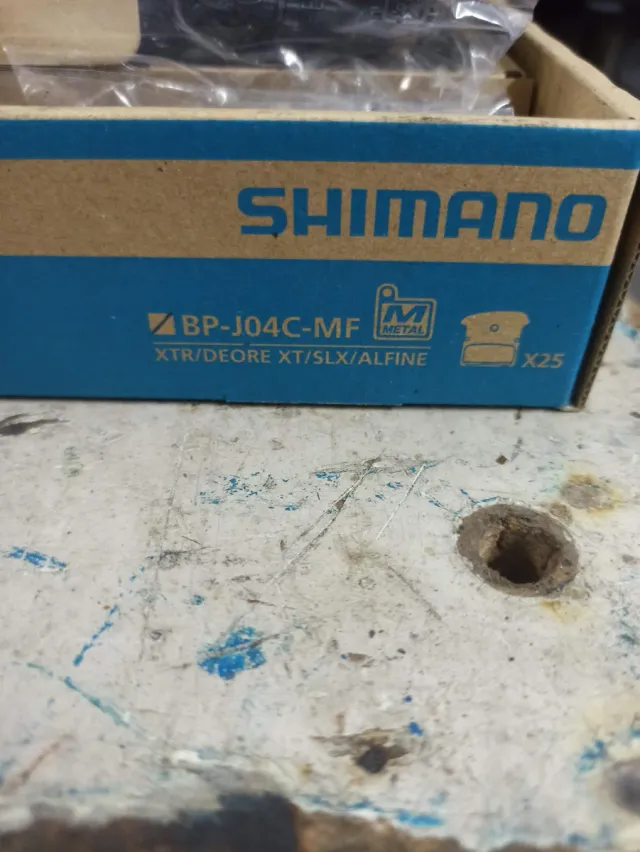 SHIMANO
BP-J04C-MF M METAL
XTR/DEORE XT/SLX/ALFINE
X25